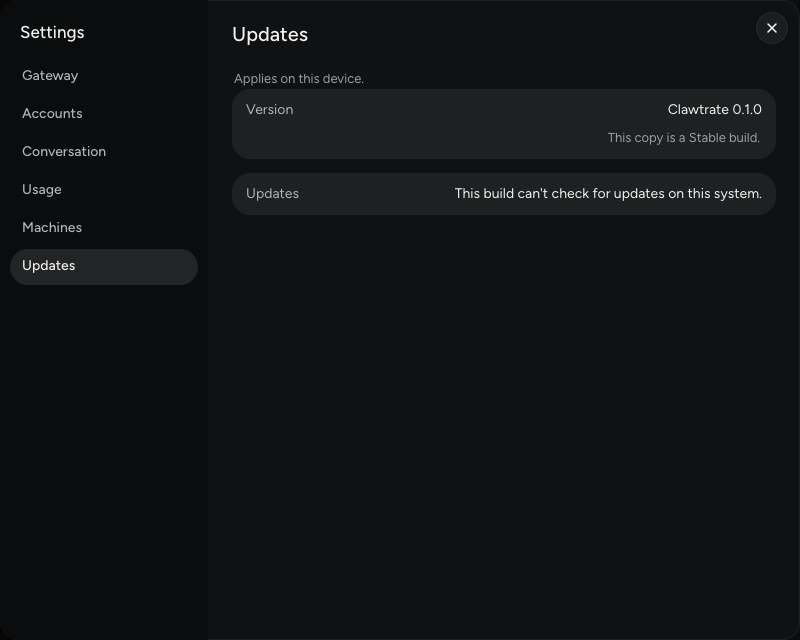 Settings
Gateway
Accounts
Conversation
Usage
Machines
Updates
Updates
Applies on this device.
Version
Clawtrate 0.1.0
This copy is a Stable build.
Updates
This build can't check for updates on this system.